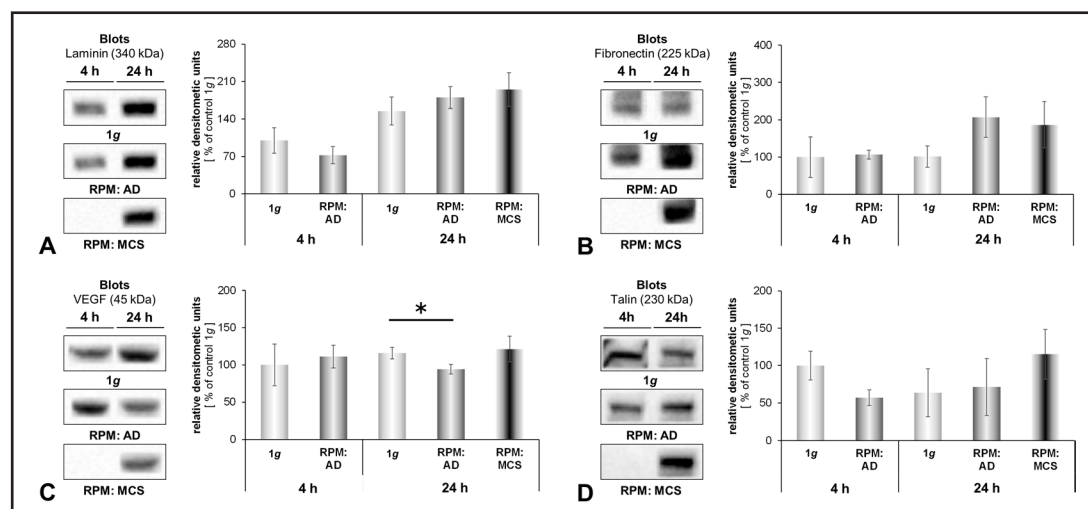 Blots
Laminin (340 kDa)
4 h 24 h
1g
RPM: AD
RPM: MCS
A
relative densitometic units
[ % of control 1g]
280
210
140
70
0
1g RPM: AD 1g RPM: AD RPM: MCS
4 h 24 h
Blots
Fibronectin (225 kDa)
4 h 24 h
1g
RPM: AD
RPM: MCS
B
relative densitometic units
[ % of control 1g]
400
300
200
100
0
1g RPM: AD 1g RPM: AD RPM: MCS
4 h 24 h
Blots
VEGF (45 kDa)
4 h 24 h
1g
RPM: AD
RPM: MCS
C
relative densitometic units
[ % of control 1g]
200
150
100
50
0
*
1g RPM: AD 1g RPM: AD RPM: MCS
4 h 24 h
Blots
Talin (230 kDa)
4h 24h
1g
RPM: AD
RPM: MCS
D
relative densitometic units
[ % of control 1g]
200
150
100
50
0
1g RPM: AD 1g RPM: AD RPM: MCS
4 h 24 h